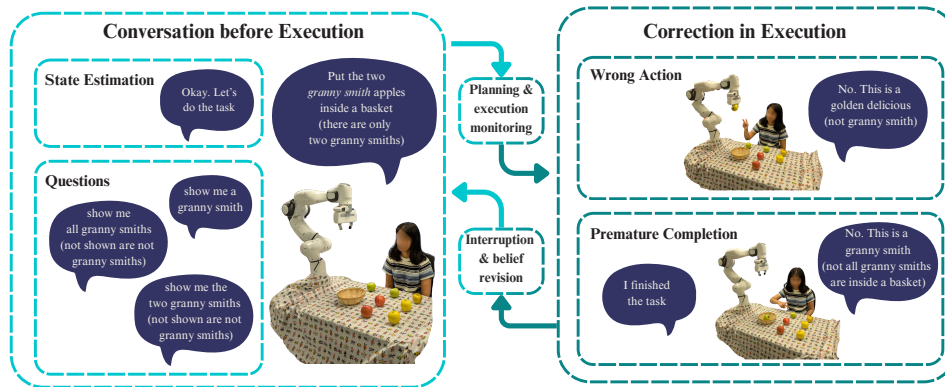 Conversation before Execution
State Estimation
Okay. Let's
do the task
Put the two
granny smith apples
inside a basket
(there are only
two granny smiths)
Questions
show me a
granny smith
show me
all granny smiths
(not shown are not
granny smiths)
show me the
two granny smiths
(not shown are not
granny smiths)
Planning &
execution
monitoring
Interruption
& belief
revision
Correction in Execution
Wrong Action
No. This is a
golden delicious
(not granny smith)
Premature Completion
I finished
the task
No. This is a
granny smith
(not all granny smiths
are inside a basket)